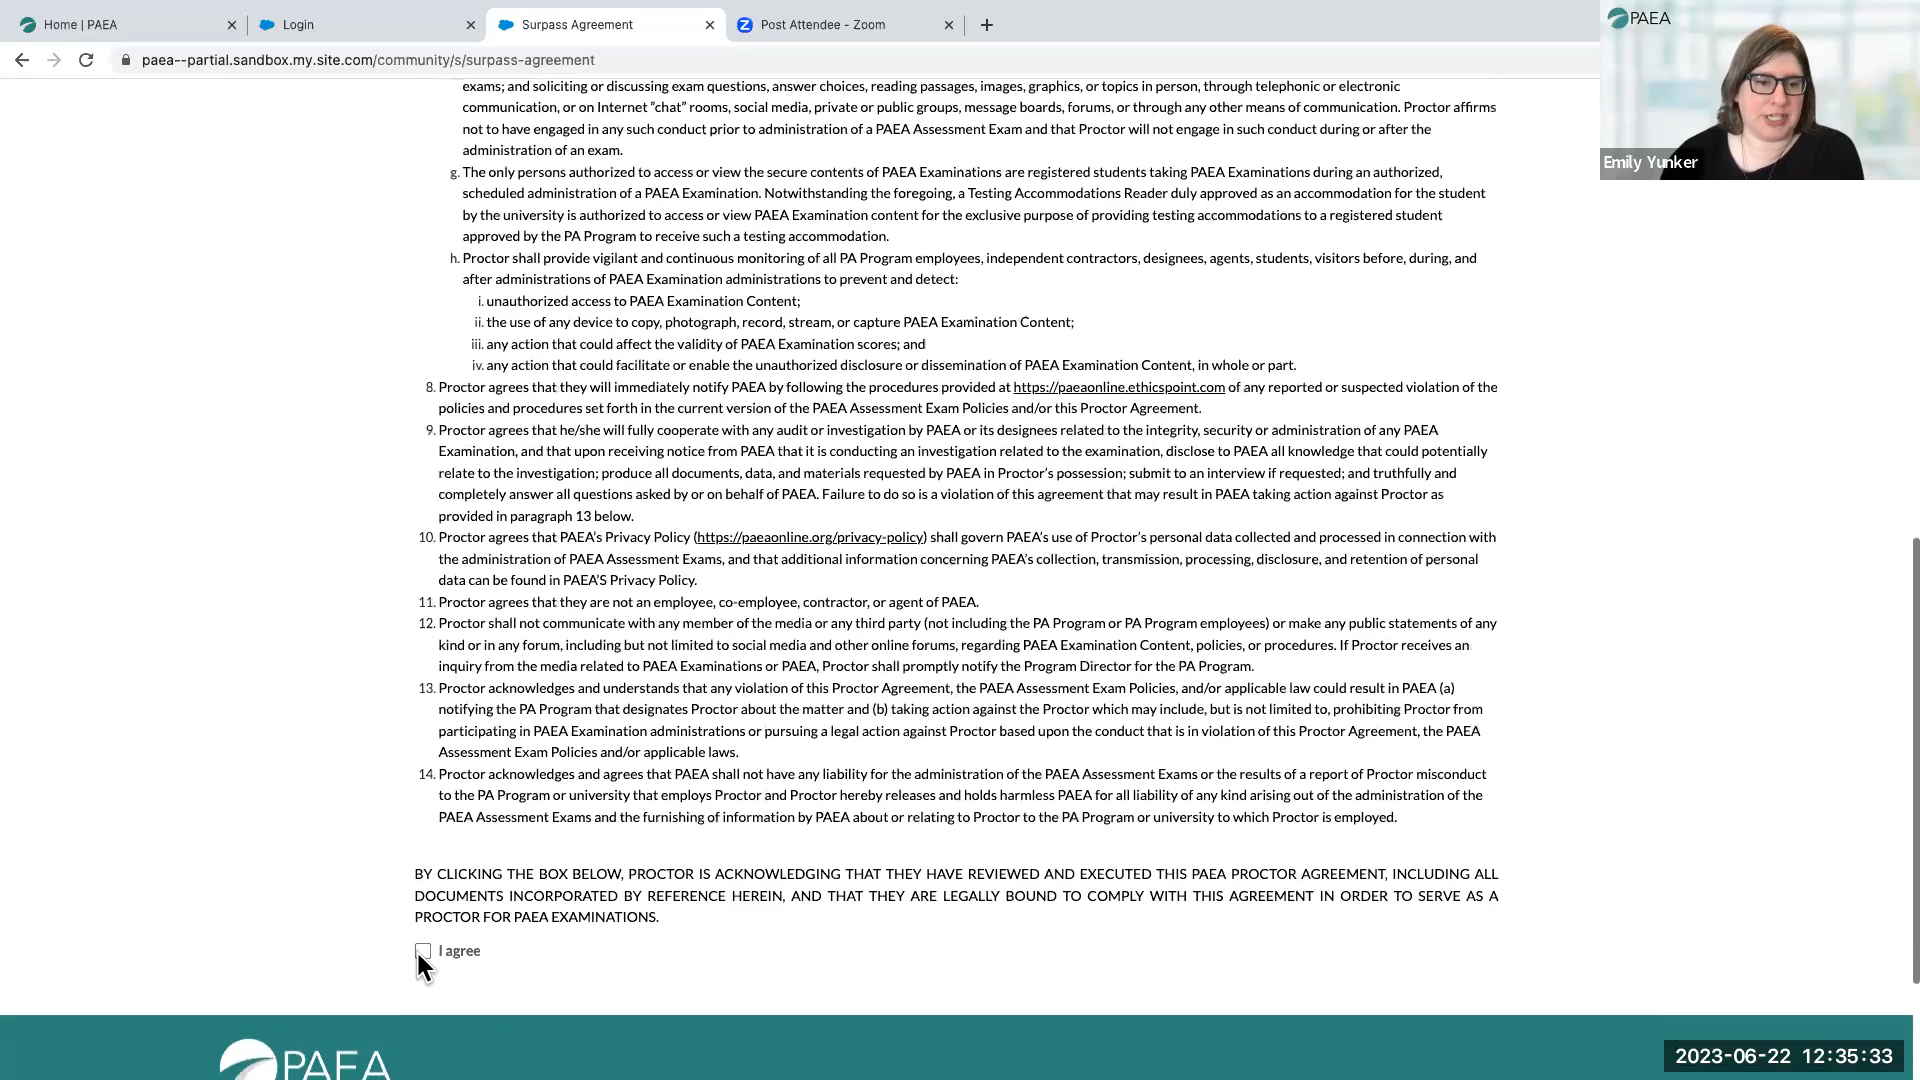 Home | PAEA
Login
Surpass Agreement
Post Attendee - Zoom
paea--partial.sandbox.my.site.com/community/s/surpass-agreement
PAEA
Emily Yunker
exams; and soliciting or discussing exam questions, answer choices, reading passages, images, graphics, or topics in person, through telephonic or electronic
communication, or on Internet "chat" rooms, social media, private or public groups, message boards, forums, or through any other means of communication. Proctor affirms
not to have engaged in any such conduct prior to administration of a PAEA Assessment Exam and that Proctor will not engage in such conduct during or after the
administration of an exam.
g. The only persons authorized to access or view the secure contents of PAEA Examinations are registered students taking PAEA Examinations during an authorized,
scheduled administration of a PAEA Examination. Notwithstanding the foregoing, a Testing Accommodations Reader duly approved as an accommodation for the student
by the university is authorized to access or view PAEA Examination content for the exclusive purpose of providing testing accommodations to a registered student
approved by the PA Program to receive such a testing accommodation.
h. Proctor shall provide vigilant and continuous monitoring of all PA Program employees, independent contractors, designees, agents, students, visitors before, during, and
after administrations of PAEA Examination administrations to prevent and detect:
i. unauthorized access to PAEA Examination Content;
ii. the use of any device to copy, photograph, record, stream, or capture PAEA Examination Content;
iii. any action that could affect the validity of PAEA Examination scores; and
iv. any action that could facilitate or enable the unauthorized disclosure or dissemination of PAEA Examination Content, in whole or part.
8. Proctor agrees that they will immediately notify PAEA by following the procedures provided at https://paeaonline.ethicspoint.com of any reported or suspected violation of the
policies and procedures set forth in the current version of the PAEA Assessment Exam Policies and/or this Proctor Agreement.
9. Proctor agrees that he/she will fully cooperate with any audit or investigation by PAEA or its designees related to the integrity, security or administration of any PAEA
Examination, and that upon receiving notice from PAEA that it is conducting an investigation related to the examination, disclose to PAEA all knowledge that could potentially
relate to the investigation; produce all documents, data, and materials requested by PAEA in Proctor's possession; submit to an interview if requested; and truthfully and
completely answer all questions asked by or on behalf of PAEA. Failure to do so is a violation of this agreement that may result in PAEA taking action against Proctor as
provided in paragraph 13 below.
10. Proctor agrees that PAEA's Privacy Policy (https://paeaonline.org/privacy-policy) shall govern PAEA's use of Proctor's personal data collected and processed in connection with
the administration of PAEA Assessment Exams, and that additional information concerning PAEA's collection, transmission, processing, disclosure, and retention of personal
data can be found in PAEA'S Privacy Policy.
11. Proctor agrees that they are not an employee, co-employee, contractor, or agent of PAEA.
12. Proctor shall not communicate with any member of the media or any third party (not including the PA Program or PA Program employees) or make any public statements of any
kind or in any forum, including but not limited to social media and other online forums, regarding PAEA Examination Content, policies, or procedures. If Proctor receives an
inquiry from the media related to PAEA Examinations or PAEA, Proctor shall promptly notify the Program Director for the PA Program.
13. Proctor acknowledges and understands that any violation of this Proctor Agreement, the PAEA Assessment Exam Policies, and/or applicable law could result in PAEA (a)
notifying the PA Program that designates Proctor about the matter and (b) taking action against the Proctor which may include, but is not limited to, prohibiting Proctor from
participating in PAEA Examination administrations or pursuing a legal action against Proctor based upon the conduct that is in violation of this Proctor Agreement, the PAEA
Assessment Exam Policies and/or applicable laws.
14. Proctor acknowledges and agrees that PAEA shall not have any liability for the administration of the PAEA Assessment Exams or the results of a report of Proctor misconduct
to the PA Program or university that employs Proctor and Proctor hereby releases and holds harmless PAEA for all liability of any kind arising out of the administration of the
PAEA Assessment Exams and the furnishing of information by PAEA about or relating to Proctor to the PA Program or university to which Proctor is employed.
BY CLICKING THE BOX BELOW, PROCTOR IS ACKNOWLEDGING THAT THEY HAVE REVIEWED AND EXECUTED THIS PAEA PROCTOR AGREEMENT, INCLUDING ALL
DOCUMENTS INCORPORATED BY REFERENCE HEREIN, AND THAT THEY ARE LEGALLY BOUND TO COMPLY WITH THIS AGREEMENT IN ORDER TO SERVE AS A
PROCTOR FOR PAEA EXAMINATIONS.
I agree
PAEA
2023-06-22 12:35:33